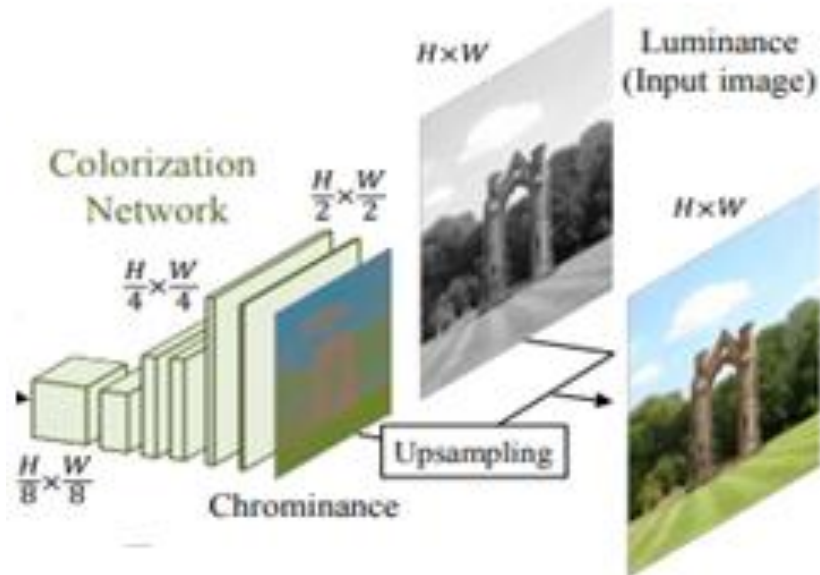 H×W
Luminance
(Input image)
Colorization
Network
H/2 × W/2
H×W
H/4 × W/4
H/8 × W/8
Upsampling
Chrominance